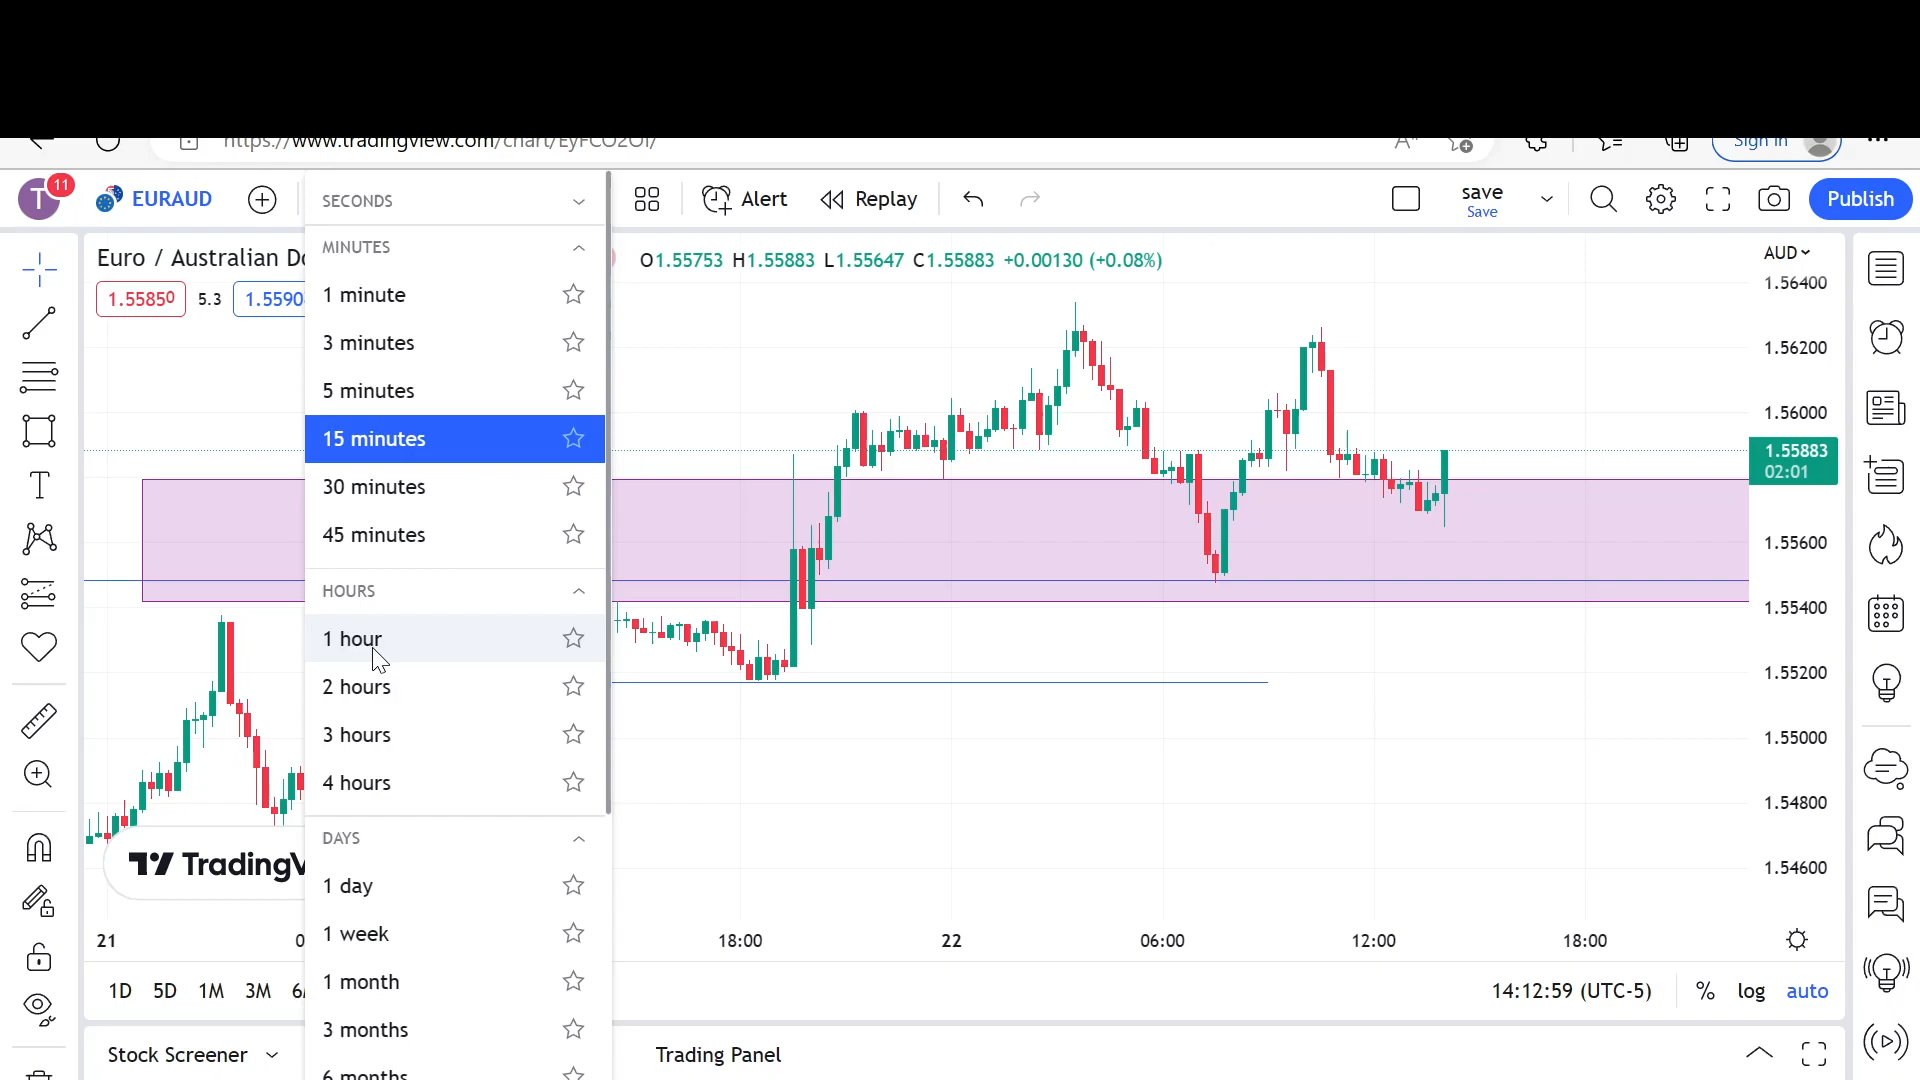 https://www.tradingview.com/chart/EyFCO2OI/
Sign in
T
11
EURAUD
SECONDS
Alert
Replay
save
Save
Publish
Euro / Australian Do
O1.55753 H1.55883 L1.55647 C1.55883 +0.00130 (+0.08%)
AUD
1.55850
5.3
1.5590
MINUTES
1 minute
3 minutes
5 minutes
15 minutes
30 minutes
45 minutes
HOURS
1 hour
2 hours
3 hours
4 hours
DAYS
1 day
1 week
1 month
3 months
6 months
1.56400
1.56200
1.56000
1.55883
02:01
1.55600
1.55400
1.55200
1.55000
1.54800
1.54600
TradingV
21
0
18:00
22
06:00
12:00
18:00
1D 5D 1M 3M 6
14:12:59 (UTC-5)
% log auto
Stock Screener
Trading Panel